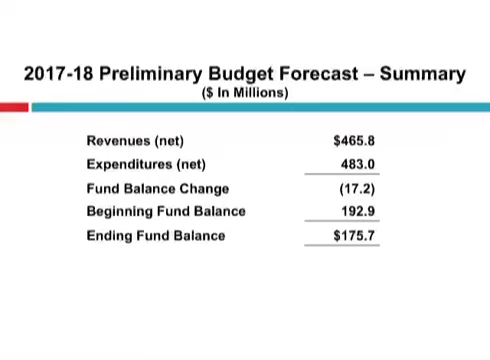 2017-18 Preliminary Budget Forecast – Summary
($ In Millions)
Revenues (net) $465.8
Expenditures (net) 483.0
Fund Balance Change (17.2)
Beginning Fund Balance 192.9
Ending Fund Balance $175.7